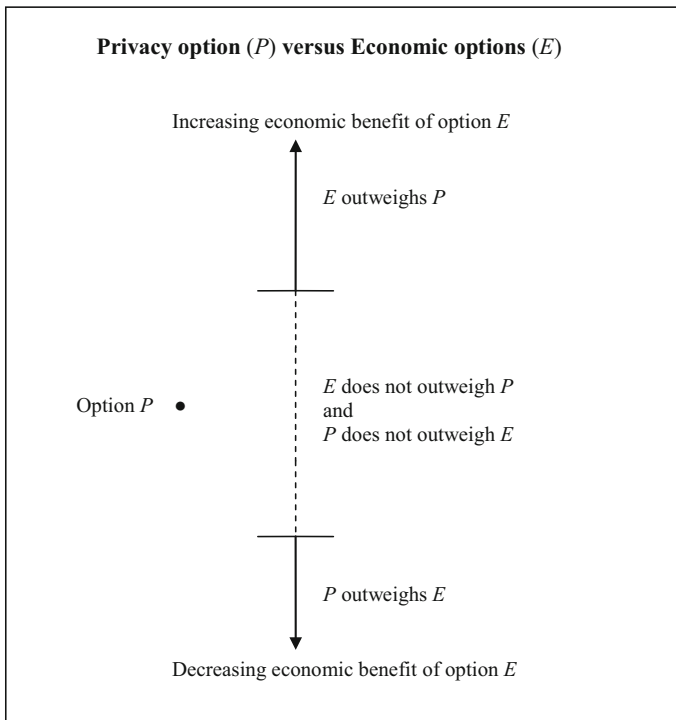 Privacy option (P) versus Economic options (E)
Increasing economic benefit of option E
E outweighs P
E does not outweigh P
and
Option P
P does not outweigh E
P outweighs E
Decreasing economic benefit of option E